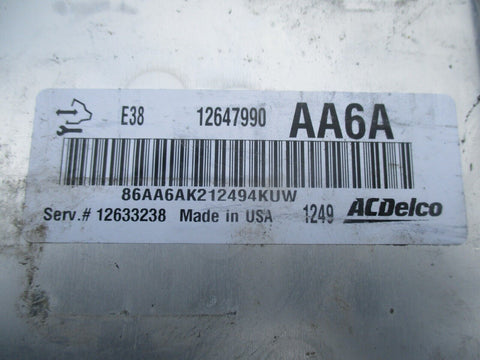 E38 12647990 AA6A
86AA6AK212494KUW
Serv.# 12633238 Made in USA 1249 ACDelco